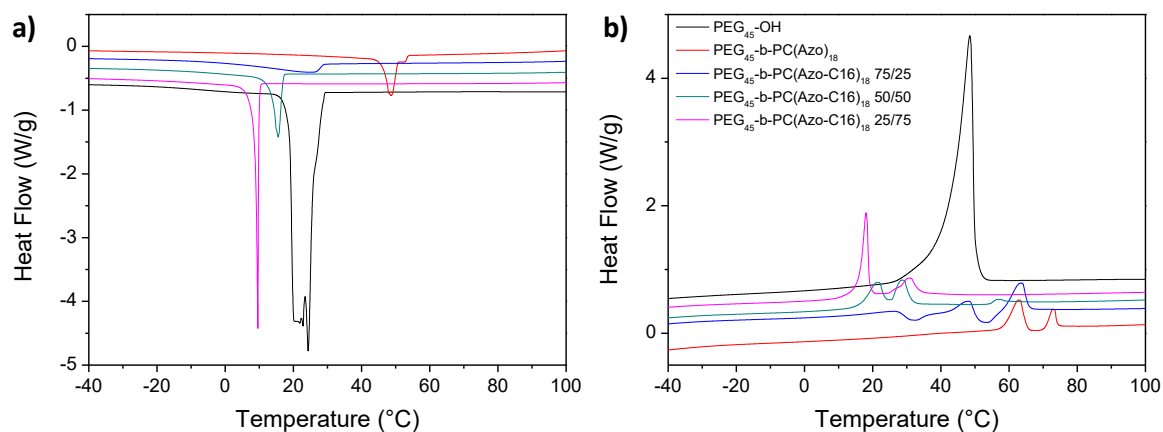 a)
0
-1
-2
-3
-4
-5
-40 -20 0 20 40 60 80 100
Heat Flow (W/g)
Temperature (°C)
b)
PEG45-OH
PEG45-b-PC(Azo)18
PEG45-b-PC(Azo-C16)18 75/25
PEG45-b-PC(Azo-C16)18 50/50
PEG45-b-PC(Azo-C16)18 25/75
4
2
0
-40 -20 0 20 40 60 80 100
Heat Flow (W/g)
Temperature (°C)